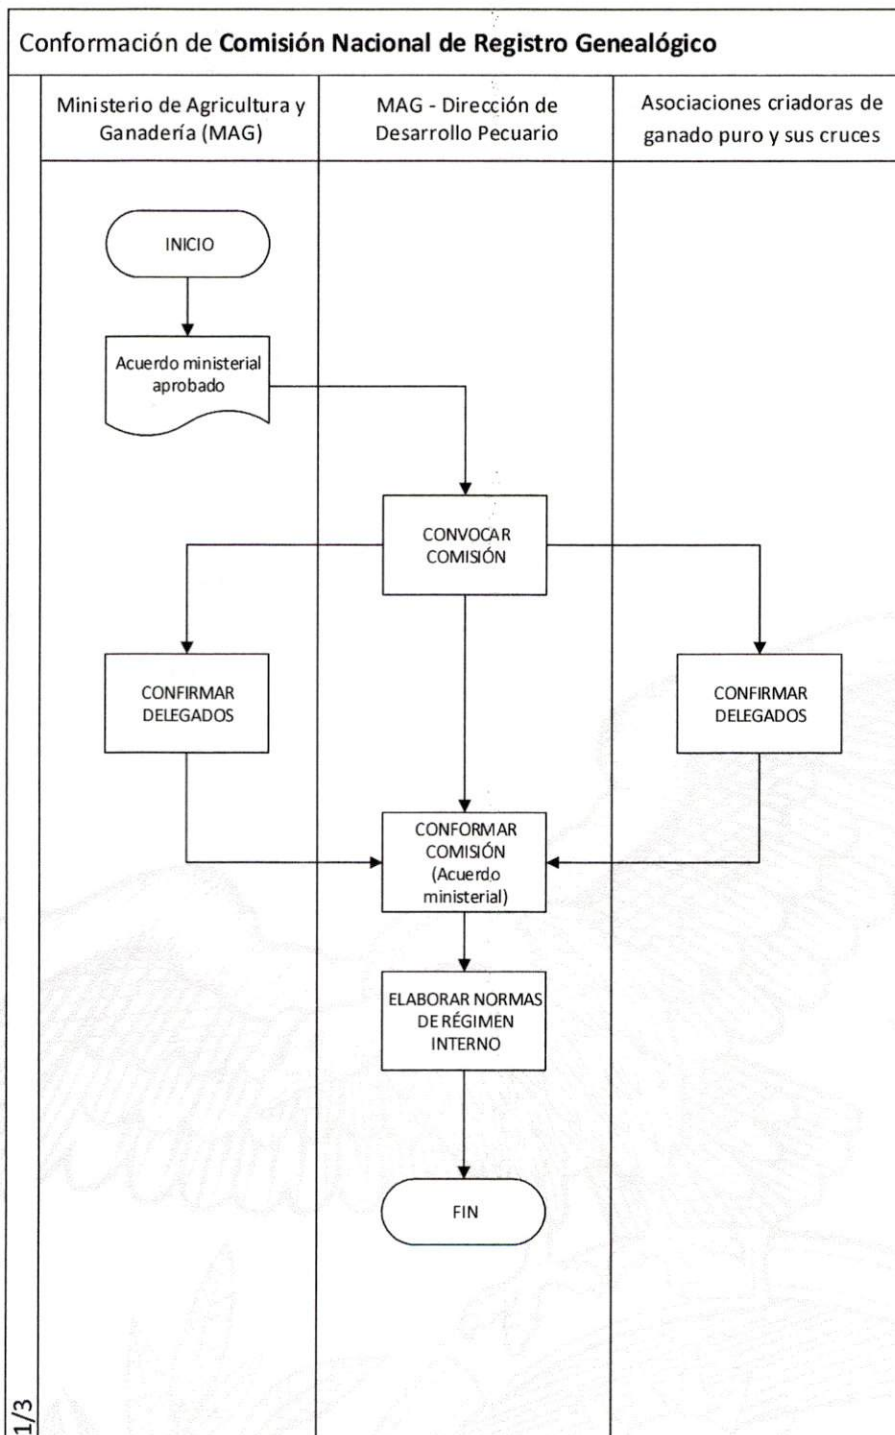 Conformación de Comisión Nacional de Registro Genealógico
Ministerio de Agricultura y
Ganadería (MAG)
MAG - Dirección de
Desarrollo Pecuario
Asociaciones criadoras de
ganado puro y sus cruces
INICIO
Acuerdo ministerial
aprobado
CONVOCAR
COMISIÓN
CONFIRMAR
DELEGADOS
CONFIRMAR
DELEGADOS
CONFORMAR
COMISIÓN
(Acuerdo
ministerial)
ELABORAR NORMAS
DE RÉGIMEN
INTERNO
FIN
1/3